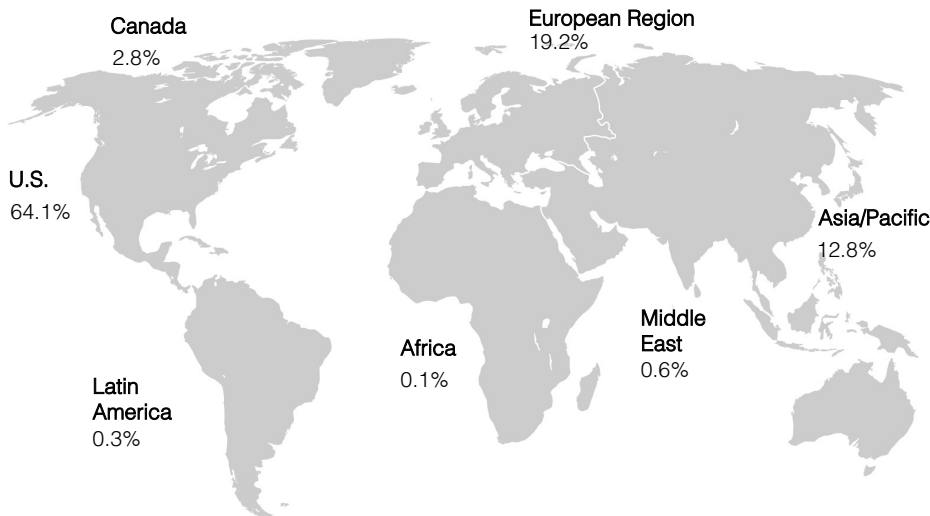 Canada
2.8%
European Region
19.2%
U.S.
64.1%
Asia/Pacific
12.8%
Middle
East
0.6%
Africa
0.1%
Latin
America
0.3%